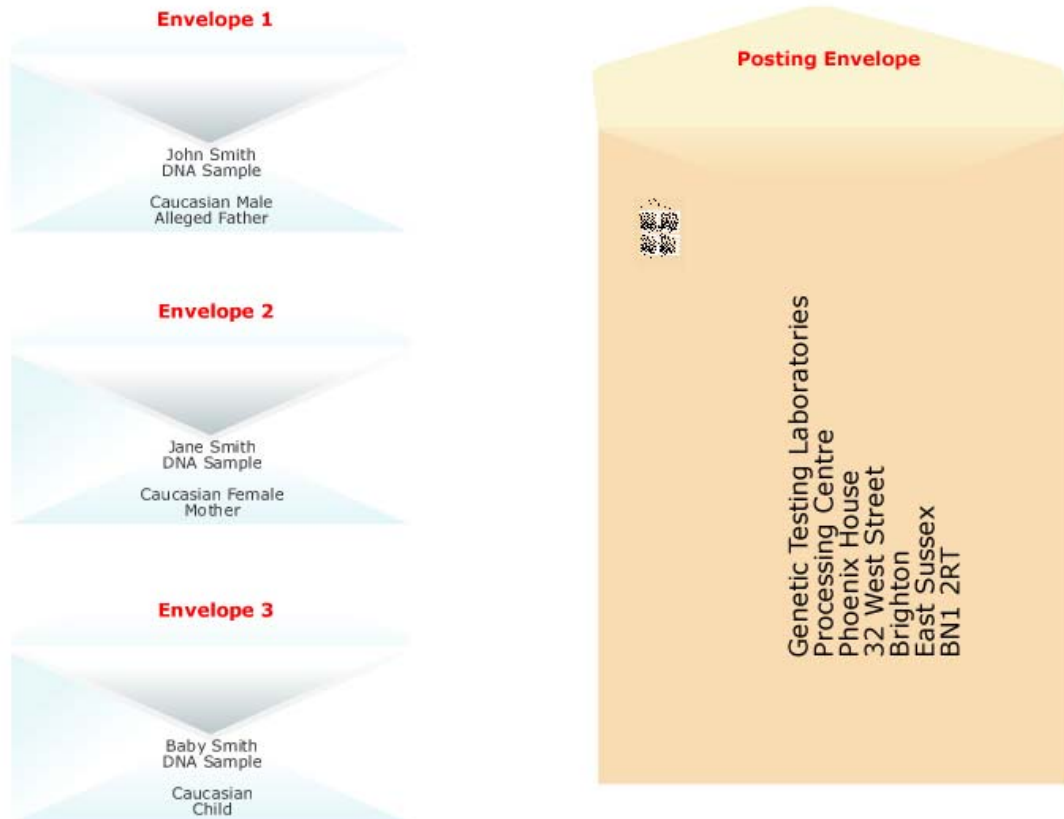 Envelope 1
John Smith
DNA Sample
Caucasian Male
Alleged Father
Envelope 2
Jane Smith
DNA Sample
Caucasian Female
Mother
Envelope 3
Baby Smith
DNA Sample
Caucasian
Child
Posting Envelope
Genetic Testing Laboratories
Processing Centre
Phoenix House
32 West Street
Brighton
East Sussex
BN1 2RT